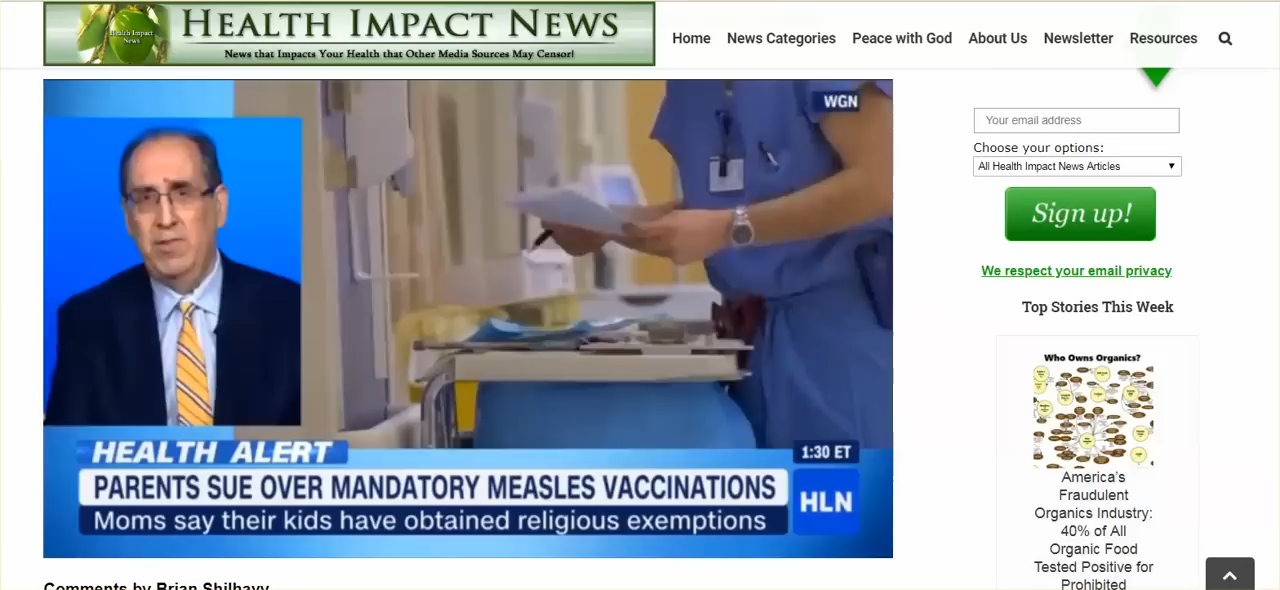 Health Impact News
HEALTH IMPACT NEWS
News that Impacts Your Health that Other Media Sources May Censor!
Home News Categories Peace with God About Us Newsletter Resources
WGN
HEALTH ALERT
1:30 ET
PARENTS SUE OVER MANDATORY MEASLES VACCINATIONS
Moms say their kids have obtained religious exemptions
HLN
Comments by Brian Shilhavy
Your email address
Choose your options:
All Health Impact News Articles
Sign up!
We respect your email privacy
Top Stories This Week
Who Owns Organics?
America's
Fraudulent
Organics Industry:
40% of All
Organic Food
Tested Positive for
Prohibited